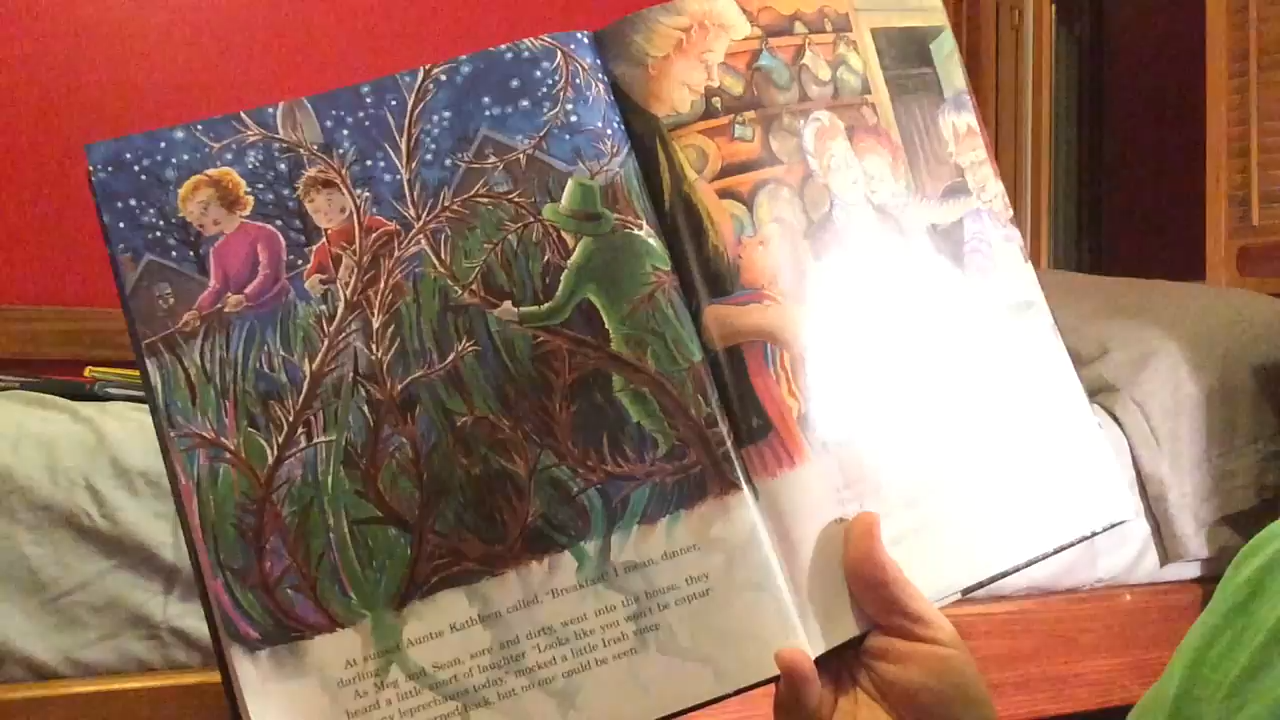 At sunset Auntie Kathleen called, "Breakfast! I mean, dinner,
darling
As Meg and Sean, sore and dirty, went into the house, they
heard a little snort of laughter. "Looks like you won't be captur-
leprechauns today," mocked a little Irish voice.
back, but no one could be seen.